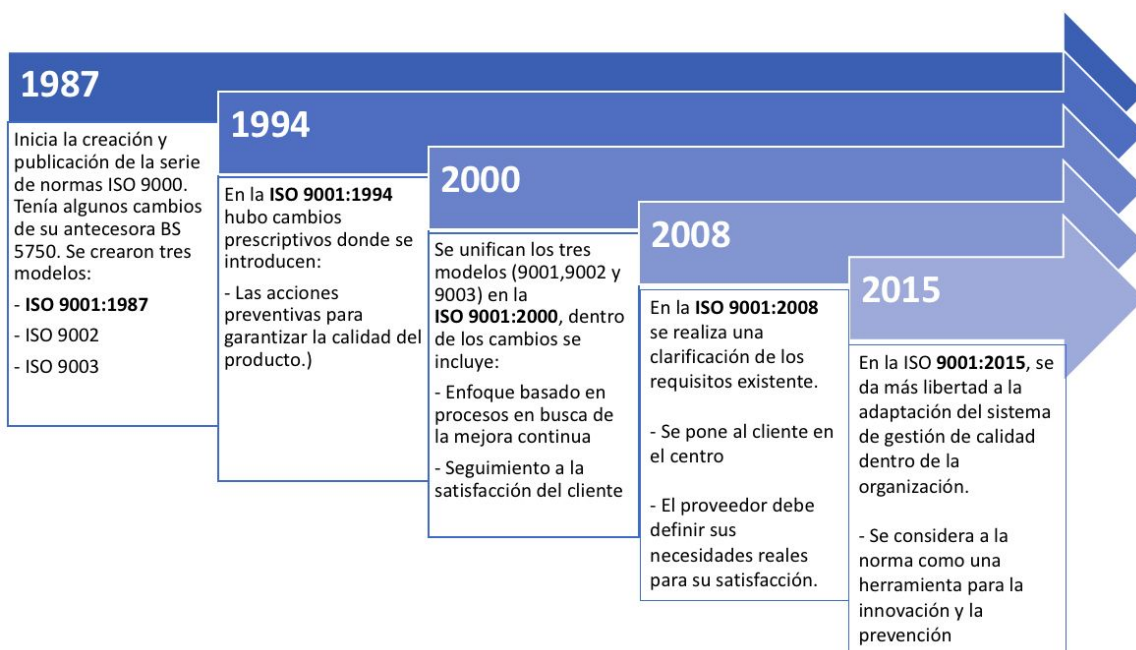 1987
Inicia la creación y
publicación de la serie
de normas ISO 9000.
Tenía algunos cambios
de su antecesora BS
5750. Se crearon tres
modelos:
- ISO 9001:1987
- ISO 9002
- ISO 9003
1994
En la ISO 9001:1994
hubo cambios
prescriptivos donde se
introducen:
- Las acciones
preventivas para
garantizar la calidad del
producto.)
2000
Se unifican los tres
modelos (9001,9002 y
9003) en la
ISO 9001:2000, dentro
de los cambios se
incluye:
- Enfoque basado en
procesos en busca de
la mejora continua
- Seguimiento a la
satisfacción del cliente
2008
En la ISO 9001:2008
se realiza una
clarificación de los
requisitos existente.
- Se pone al cliente en
el centro
- El proveedor debe
definir sus
necesidades reales
para su satisfacción.
2015
En la ISO 9001:2015, se
da más libertad a la
adaptación del sistema
de gestión de calidad
dentro de la
organización.
- Se considera a la
norma como una
herramienta para la
innovación y la
prevención